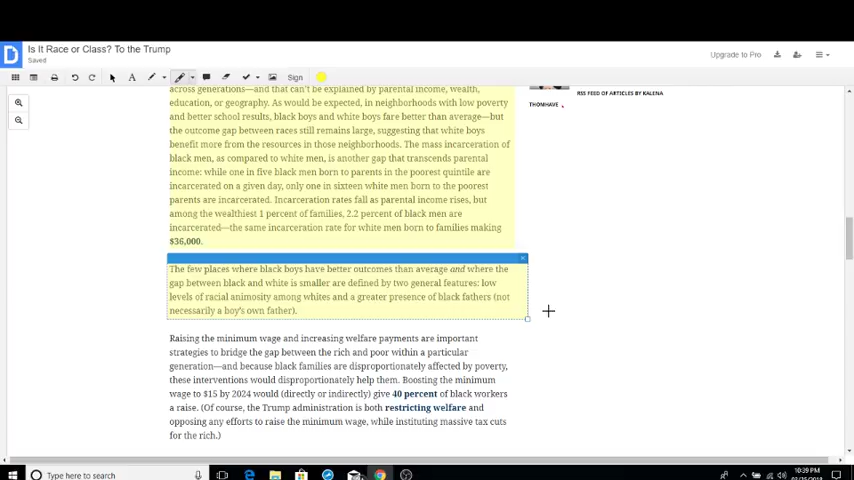 Is It Race or Class? To the Trump
Saved
Upgrade to Pro
Sign
across generations—and that can't be explained by parental income, wealth,
education, or geography. As would be expected, in neighborhoods with low poverty
and better school results, black boys and white boys fare better than average—but
the outcome gap between races still remains large, suggesting that white boys
benefit more from the resources in those neighborhoods. The mass incarceration of
black men, as compared to white men, is another gap that transcends parental
income: while one in five black men born to parents in the poorest quintile are
incarcerated on a given day, only one in sixteen white men born to the poorest
parents are incarcerated. Incarceration rates fall as parental income rises, but
among the wealthiest 1 percent of families, 2.2 percent of black men are
incarcerated—the same incarceration rate for white men born to families making
$36,000.
RSS FEED OF ARTICLES BY KALENA
THOMHAVE
The few places where black boys have better outcomes than average and where the
gap between black and white is smaller are defined by two general features: low
levels of racial animosity among whites and a greater presence of black fathers (not
necessarily a boy's own father).
Raising the minimum wage and increasing welfare payments are important
strategies to bridge the gap between the rich and poor within a particular
generation—and because black families are disproportionately affected by poverty,
these interventions would disproportionately help them. Boosting the minimum
wage to $15 by 2024 would (directly or indirectly) give 40 percent of black workers
a raise. (Of course, the Trump administration is both restricting welfare and
opposing any efforts to raise the minimum wage, while instituting massive tax cuts
for the rich.)
Type here to search
10:39 PM